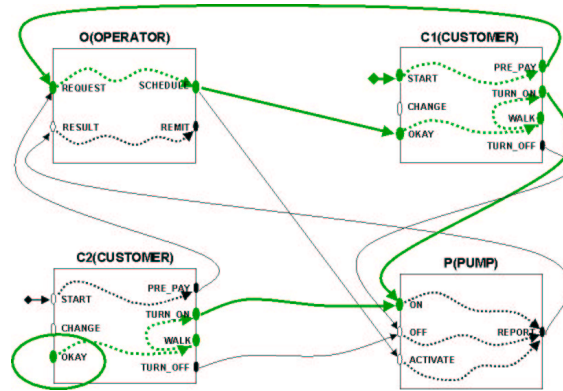 O(OPERATOR)
REQUEST
SCHEDULE
RESULT
REMIT
C1(CUSTOMER)
PRE_PAY
START
TURN_ON
CHANGE
WALK
OKAY
TURN_OFF
C2(CUSTOMER)
PRE_PAY
START
TURN_ON
CHANGE
WALK
OKAY
TURN_OFF
P(PUMP)
ON
OFF
REPORT
ACTIVATE